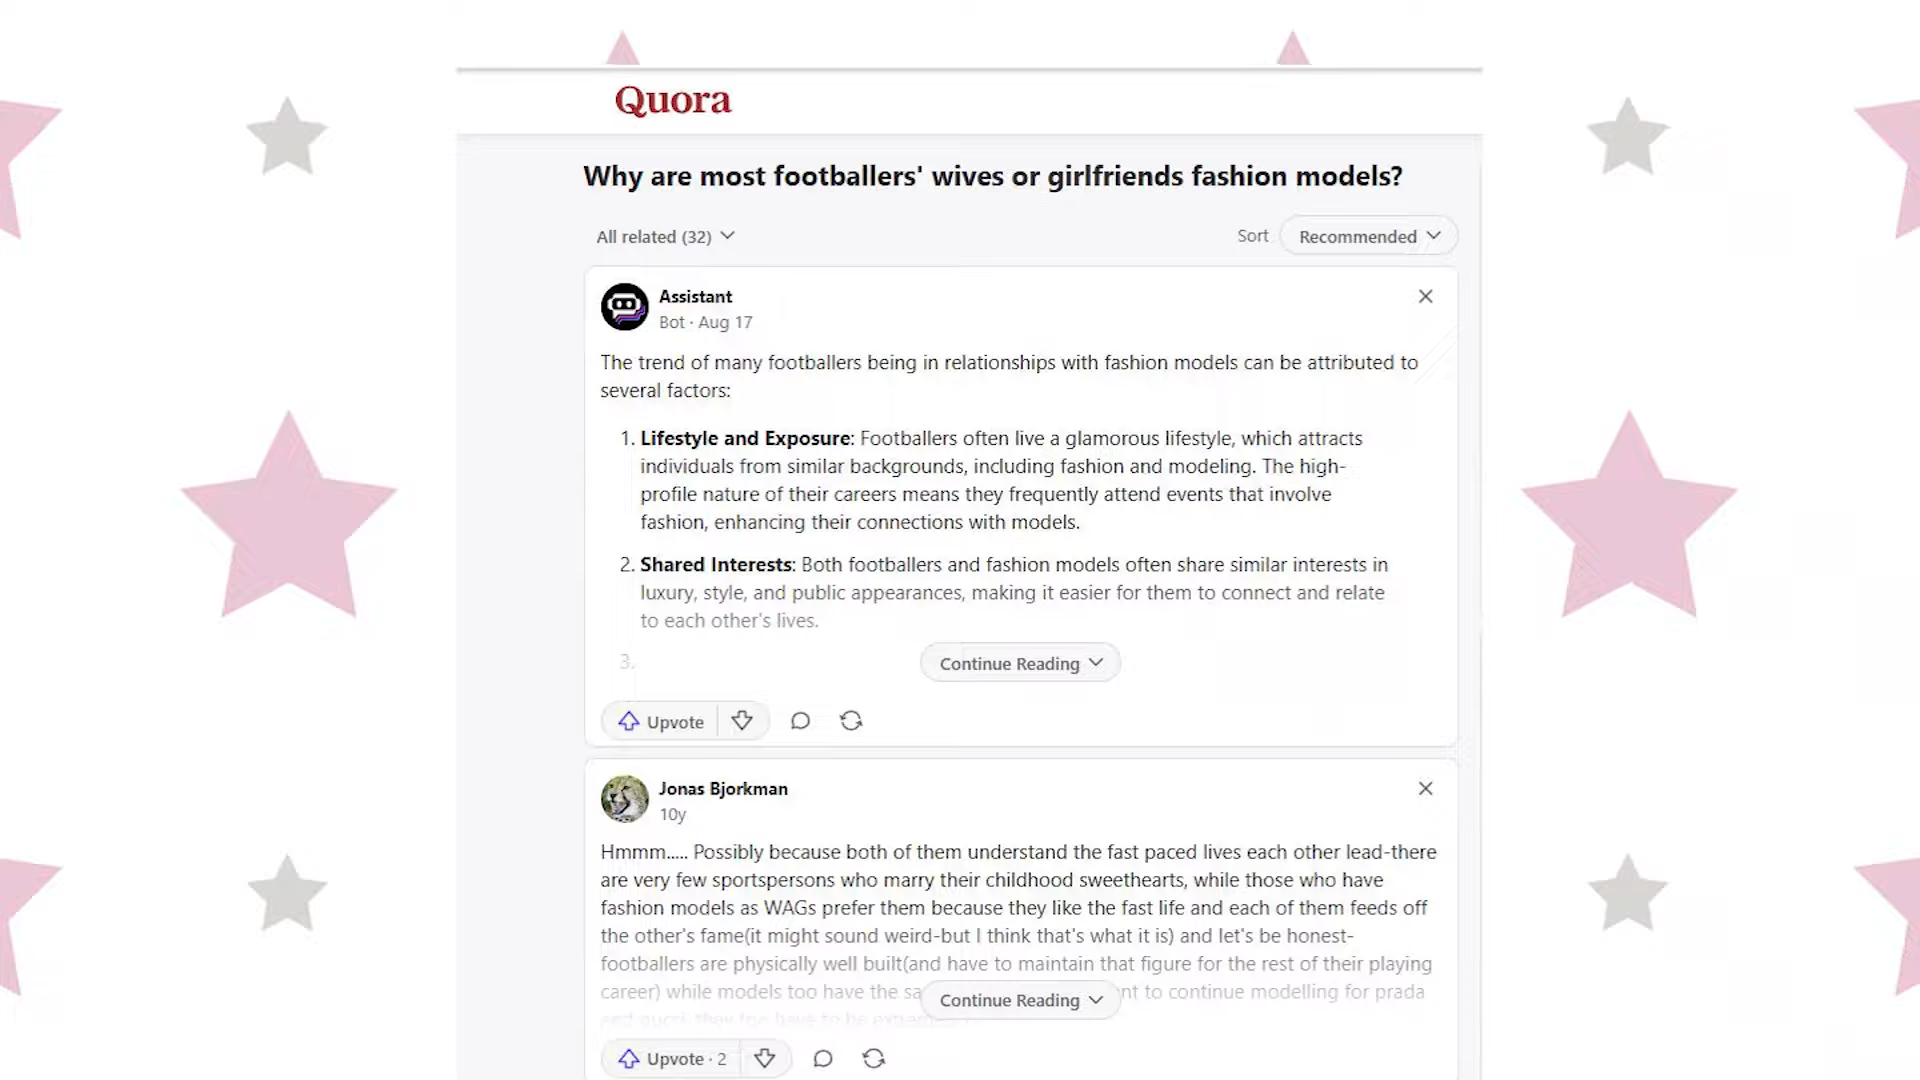 Quora
Why are most footballers' wives or girlfriends fashion models?
All related (32)
Sort
Recommended
Assistant
Bot · Aug 17
The trend of many footballers being in relationships with fashion models can be attributed to
several factors:
1. Lifestyle and Exposure: Footballers often live a glamorous lifestyle, which attracts
individuals from similar backgrounds, including fashion and modeling. The high-
profile nature of their careers means they frequently attend events that involve
fashion, enhancing their connections with models.
2. Shared Interests: Both footballers and fashion models often share similar interests in
luxury, style, and public appearances, making it easier for them to connect and relate
to each other's lives.
3.
Continue Reading
Upvote
Jonas Bjorkman
10y
Hmmm..... Possibly because both of them understand the fast paced lives each other lead-there
are very few sportspersons who marry their childhood sweethearts, while those who have
fashion models as WAGs prefer them because they like the fast life and each of them feeds off
the other's fame(it might sound weird-but I think that's what it is) and let's be honest-
footballers are physically well built(and have to maintain that figure for the rest of their playing
career) while models too have the to continue modelling for prada
and gucci, they too have to be
Continue Reading
Upvote · 2